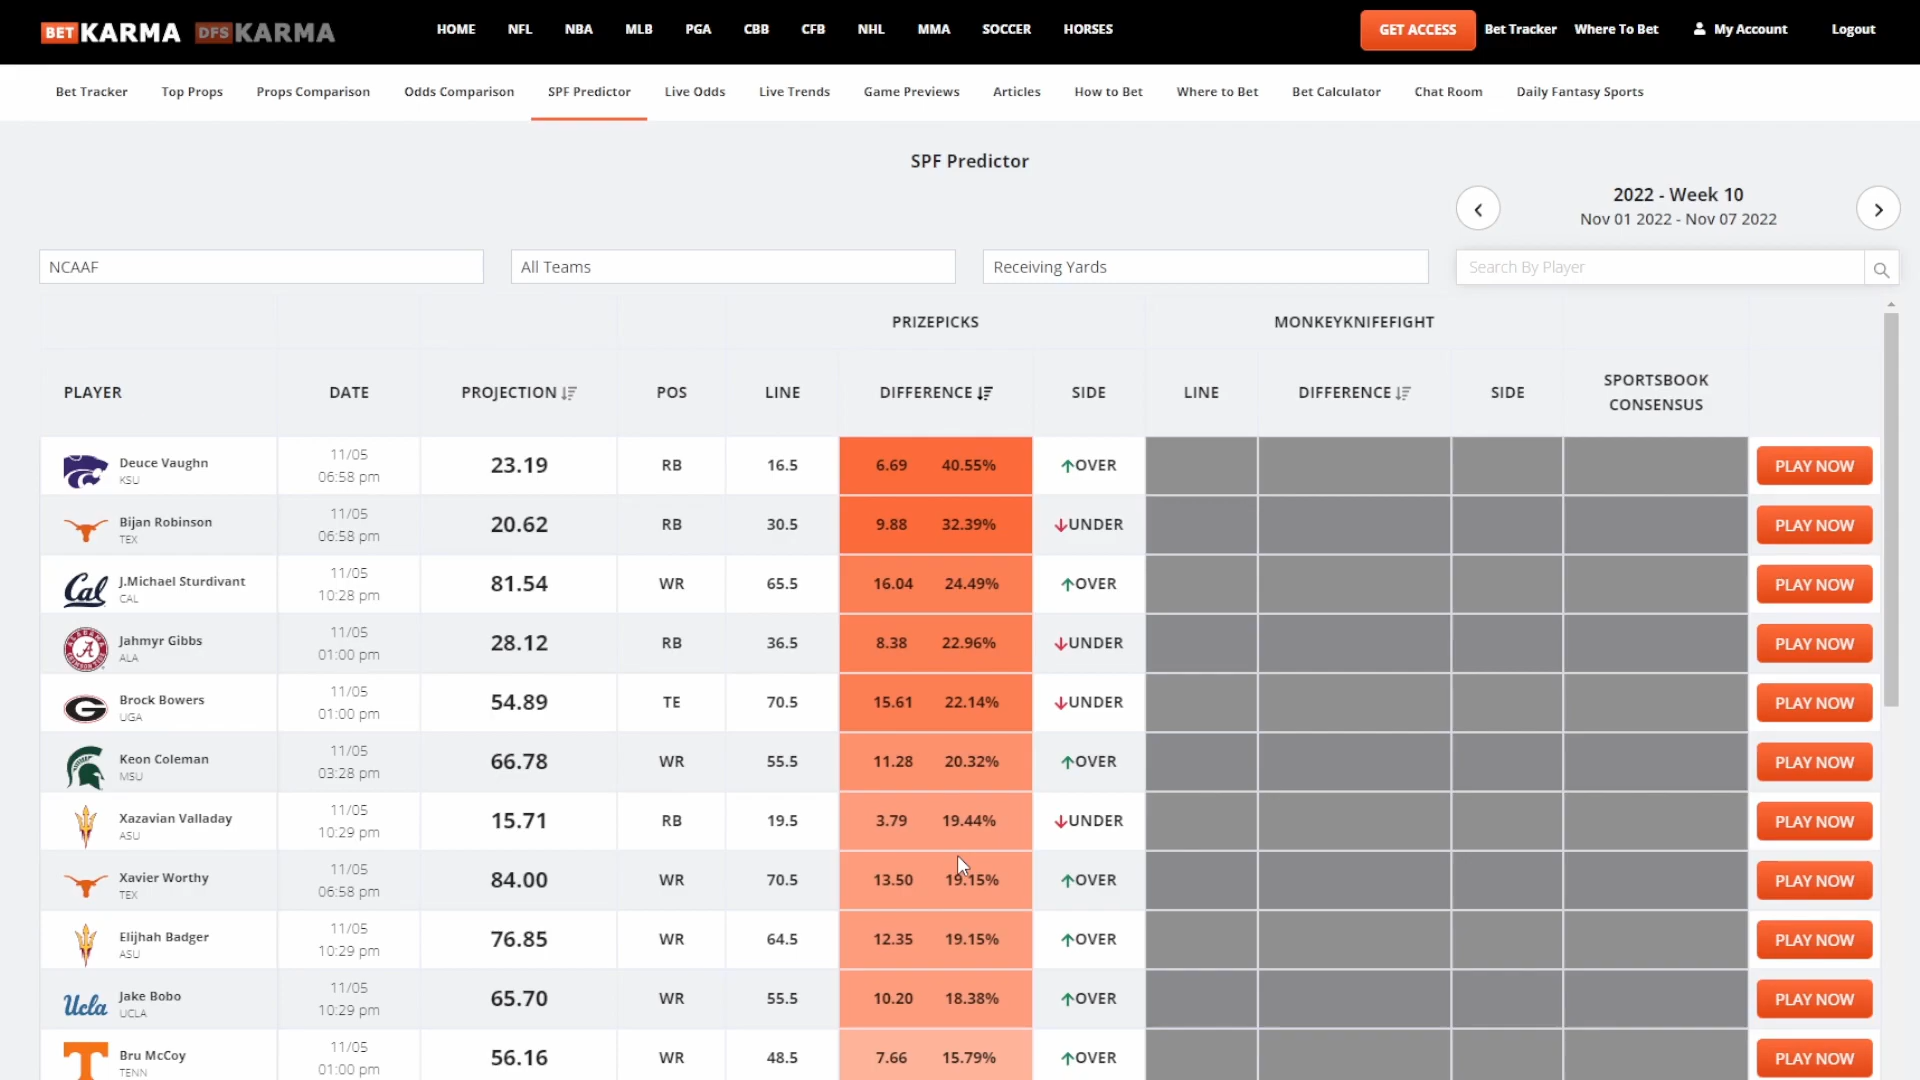 BETKARMA DFSKARMA HOME NFL NBA MLB PGA CBB CFB NHL MMA SOCCER HORSES GET ACCESS Bet Tracker Where To Bet My Account Logout
Bet Tracker Top Props Props Comparison Odds Comparison SPF Predictor Live Odds Live Trends Game Previews Articles How to Bet Where to Bet Bet Calculator Chat Room Daily Fantasy Sports
SPF Predictor
2022 - Week 10
Nov 01 2022 - Nov 07 2022
NCAAF All Teams Receiving Yards Search By Player
PRIZEPICKS MONKEYKNIFEFIGHT
PLAYER DATE PROJECTION POS LINE DIFFERENCE SIDE LINE DIFFERENCE SIDE SPORTSBOOK
CONSENSUS
Deuce Vaughn 11/05 23.19 RB 16.5 6.69 40.55% OVER PLAY NOW
KSU 06:58 pm
Bijan Robinson 11/05 20.62 RB 30.5 9.88 32.39% UNDER PLAY NOW
TEX 06:58 pm
Cal J.Michael Sturdivant 11/05 81.54 WR 65.5 16.04 24.49% OVER PLAY NOW
CAL 10:28 pm
Jahmyr Gibbs 11/05 28.12 RB 36.5 8.38 22.96% UNDER PLAY NOW
ALA 01:00 pm
G Brock Bowers 11/05 54.89 TE 70.5 15.61 22.14% UNDER PLAY NOW
UGA 01:00 pm
Keon Coleman 11/05 66.78 WR 55.5 11.28 20.32% OVER PLAY NOW
MSU 03:28 pm
Xazavian Valladay 11/05 15.71 RB 19.5 3.79 19.44% UNDER PLAY NOW
ASU 10:29 pm
Xavier Worthy 11/05 84.00 WR 70.5 13.50 19.15% OVER PLAY NOW
TEX 06:58 pm
Elijhah Badger 11/05 76.85 WR 64.5 12.35 19.15% OVER PLAY NOW
ASU 10:29 pm
Ucla Jake Bobo 11/05 65.70 WR 55.5 10.20 18.38% OVER PLAY NOW
UCLA 10:29 pm
T Bru McCoy 11/05 56.16 WR 48.5 7.66 15.79% OVER PLAY NOW
TENN 01:00 pm